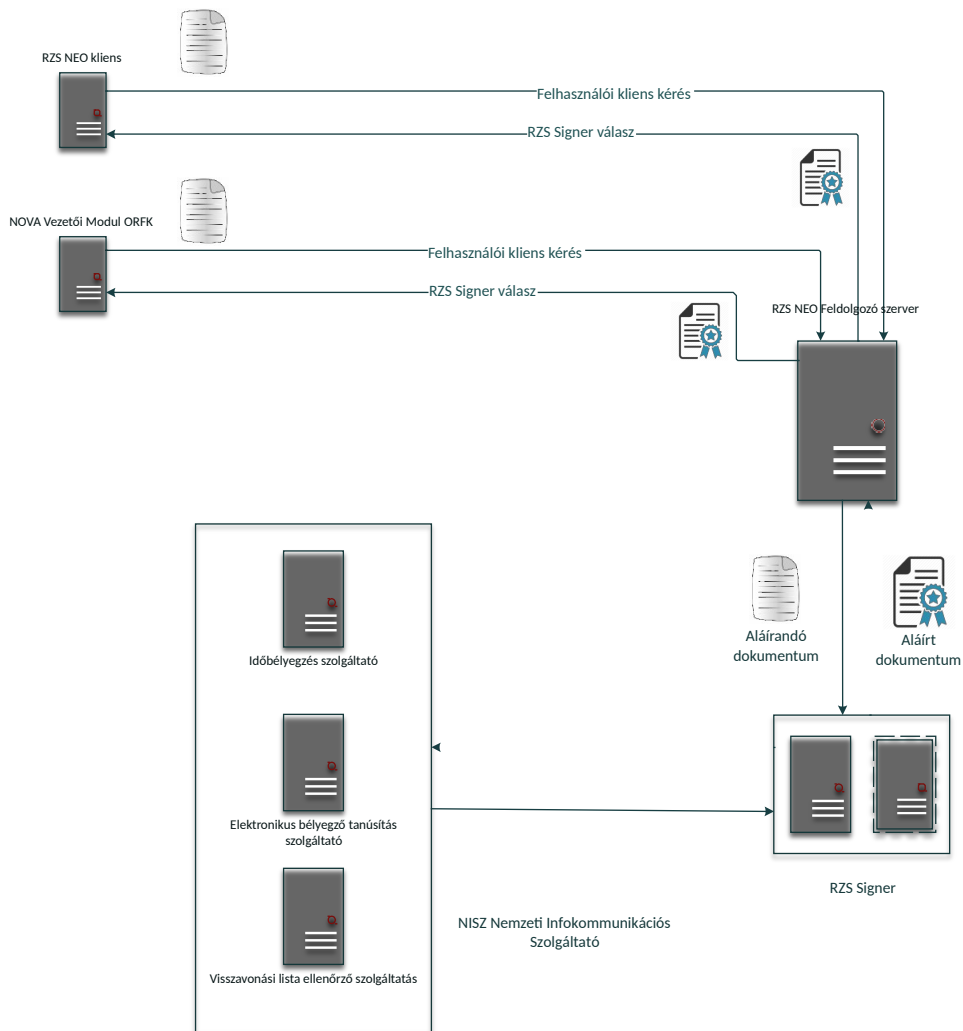 RZS NEO kliens
Felhasználói kliens kérés
RZS Signer válasz
NOVA Vezetői Modul ORFK
Felhasználói kliens kérés
RZS Signer válasz
RZS NEO Feldolgozó szerver
Aláírandó
dokumentum
Aláírt
dokumentum
Időbélyegzés szolgáltató
Elektronikus bélyegző tanúsítás
szolgáltató
RZS Signer
NISZ Nemzeti Infokommunikációs
Szolgáltató
Visszavonási lista ellenőrző szolgáltatás